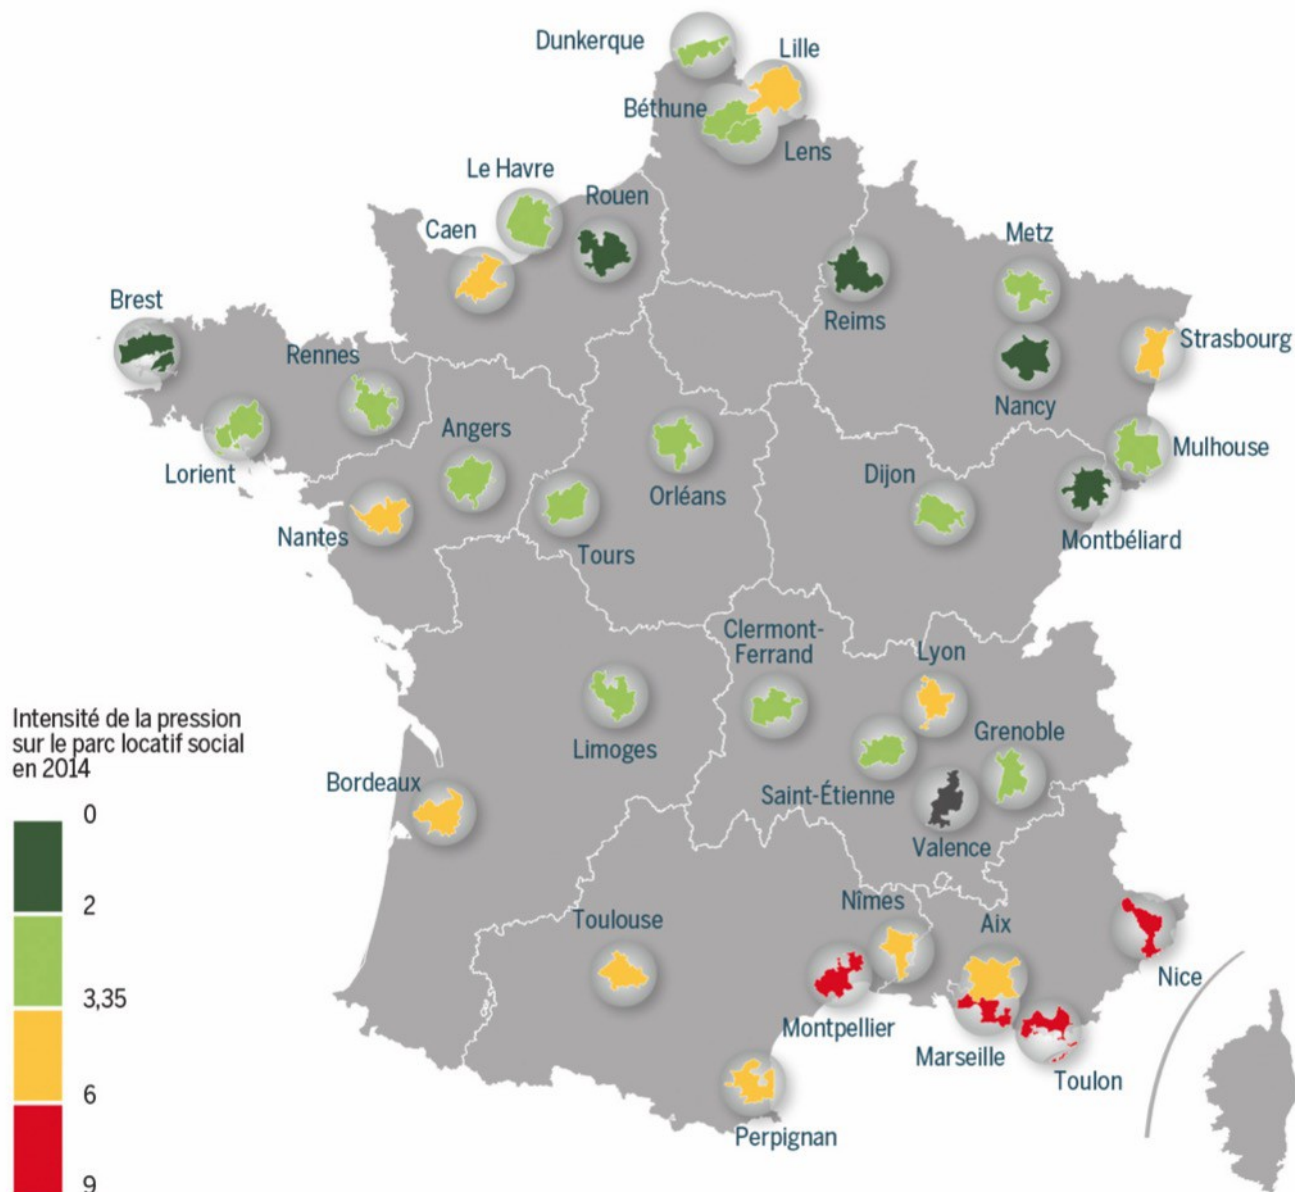 Dunkerque
Lille
Béthune
Lens
Le Havre
Rouen
Caen
Metz
Reims
Brest
Strasbourg
Rennes
Nancy
Angers
Mulhouse
Lorient
Dijon
Orléans
Nantes
Montbéliard
Tours
Clermont-
Ferrand
Lyon
Intensité de la pression
sur le parc locatif social
en 2014
Grenoble
Limoges
Bordeaux
Saint-Étienne
Valence
0
2
3,35
6
9
Nîmes
Toulouse
Aix
Nice
Montpellier
Marseille
Toulon
Perpignan